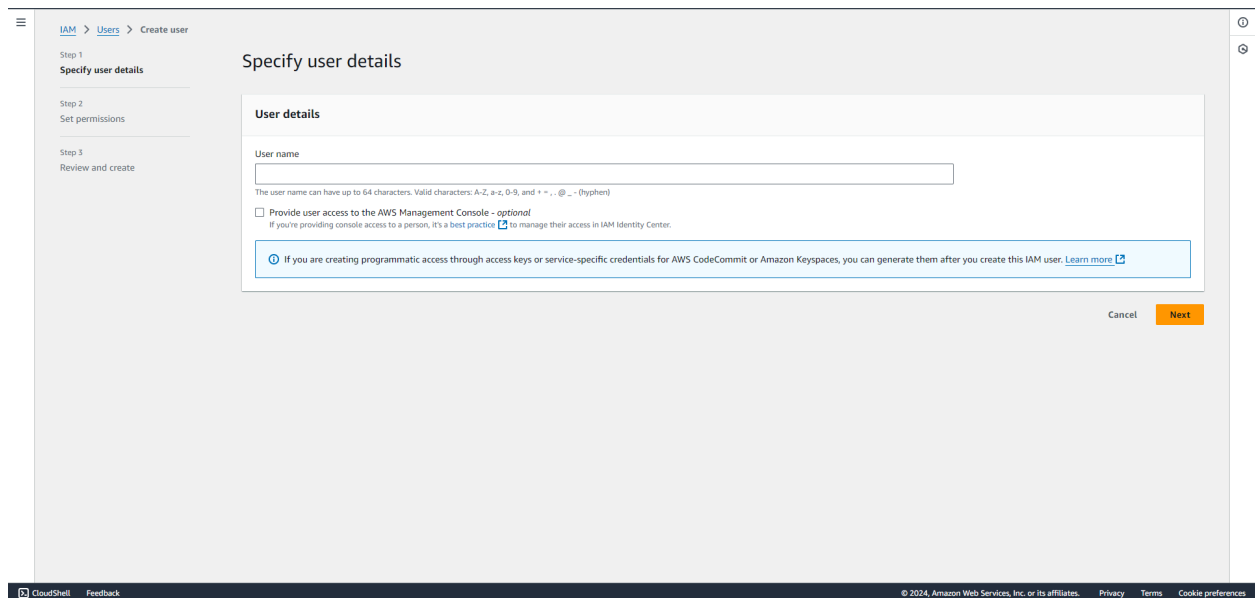 IAM > Users > Create user
Step 1
Specify user details
Step 2
Set permissions
Step 3
Review and create
Specify user details
User details
User name
The user name can have up to 64 characters. Valid characters: A-Z, a-z, 0-9, and + = , . @ _ - (hyphen)
Provide user access to the AWS Management Console - optional
If you're providing console access to a person, it's a best practice to manage their access in IAM Identity Center.
If you are creating programmatic access through access keys or service-specific credentials for AWS CodeCommit or Amazon Keyspaces, you can generate them after you create this IAM user. Learn more
Cancel Next
CloudShell Feedback © 2024, Amazon Web Services, Inc. or its affiliates. Privacy Terms Cookie preferences